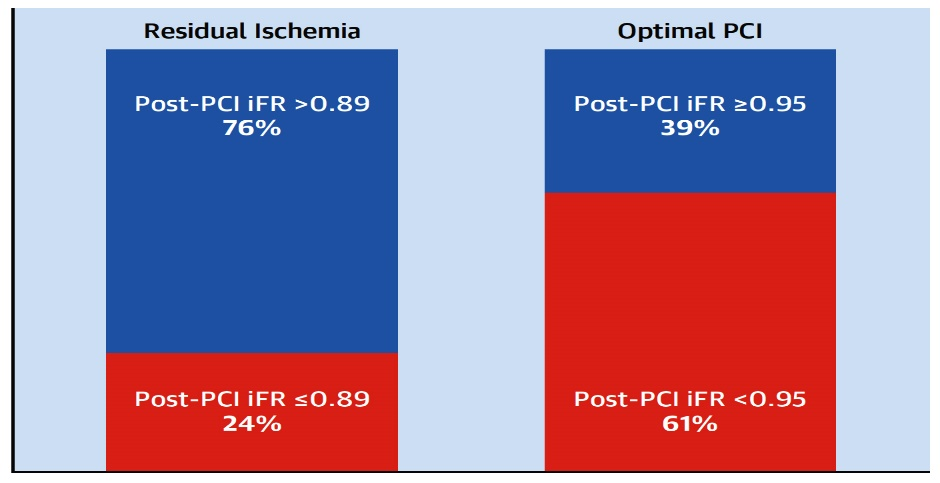 Residual Ischemia
Post-PCI iFR >0.89
76%
Post-PCI iFR ≤0.89
24%
Optimal PCI
Post-PCI iFR ≥0.95
39%
Post-PCI iFR <0.95
61%